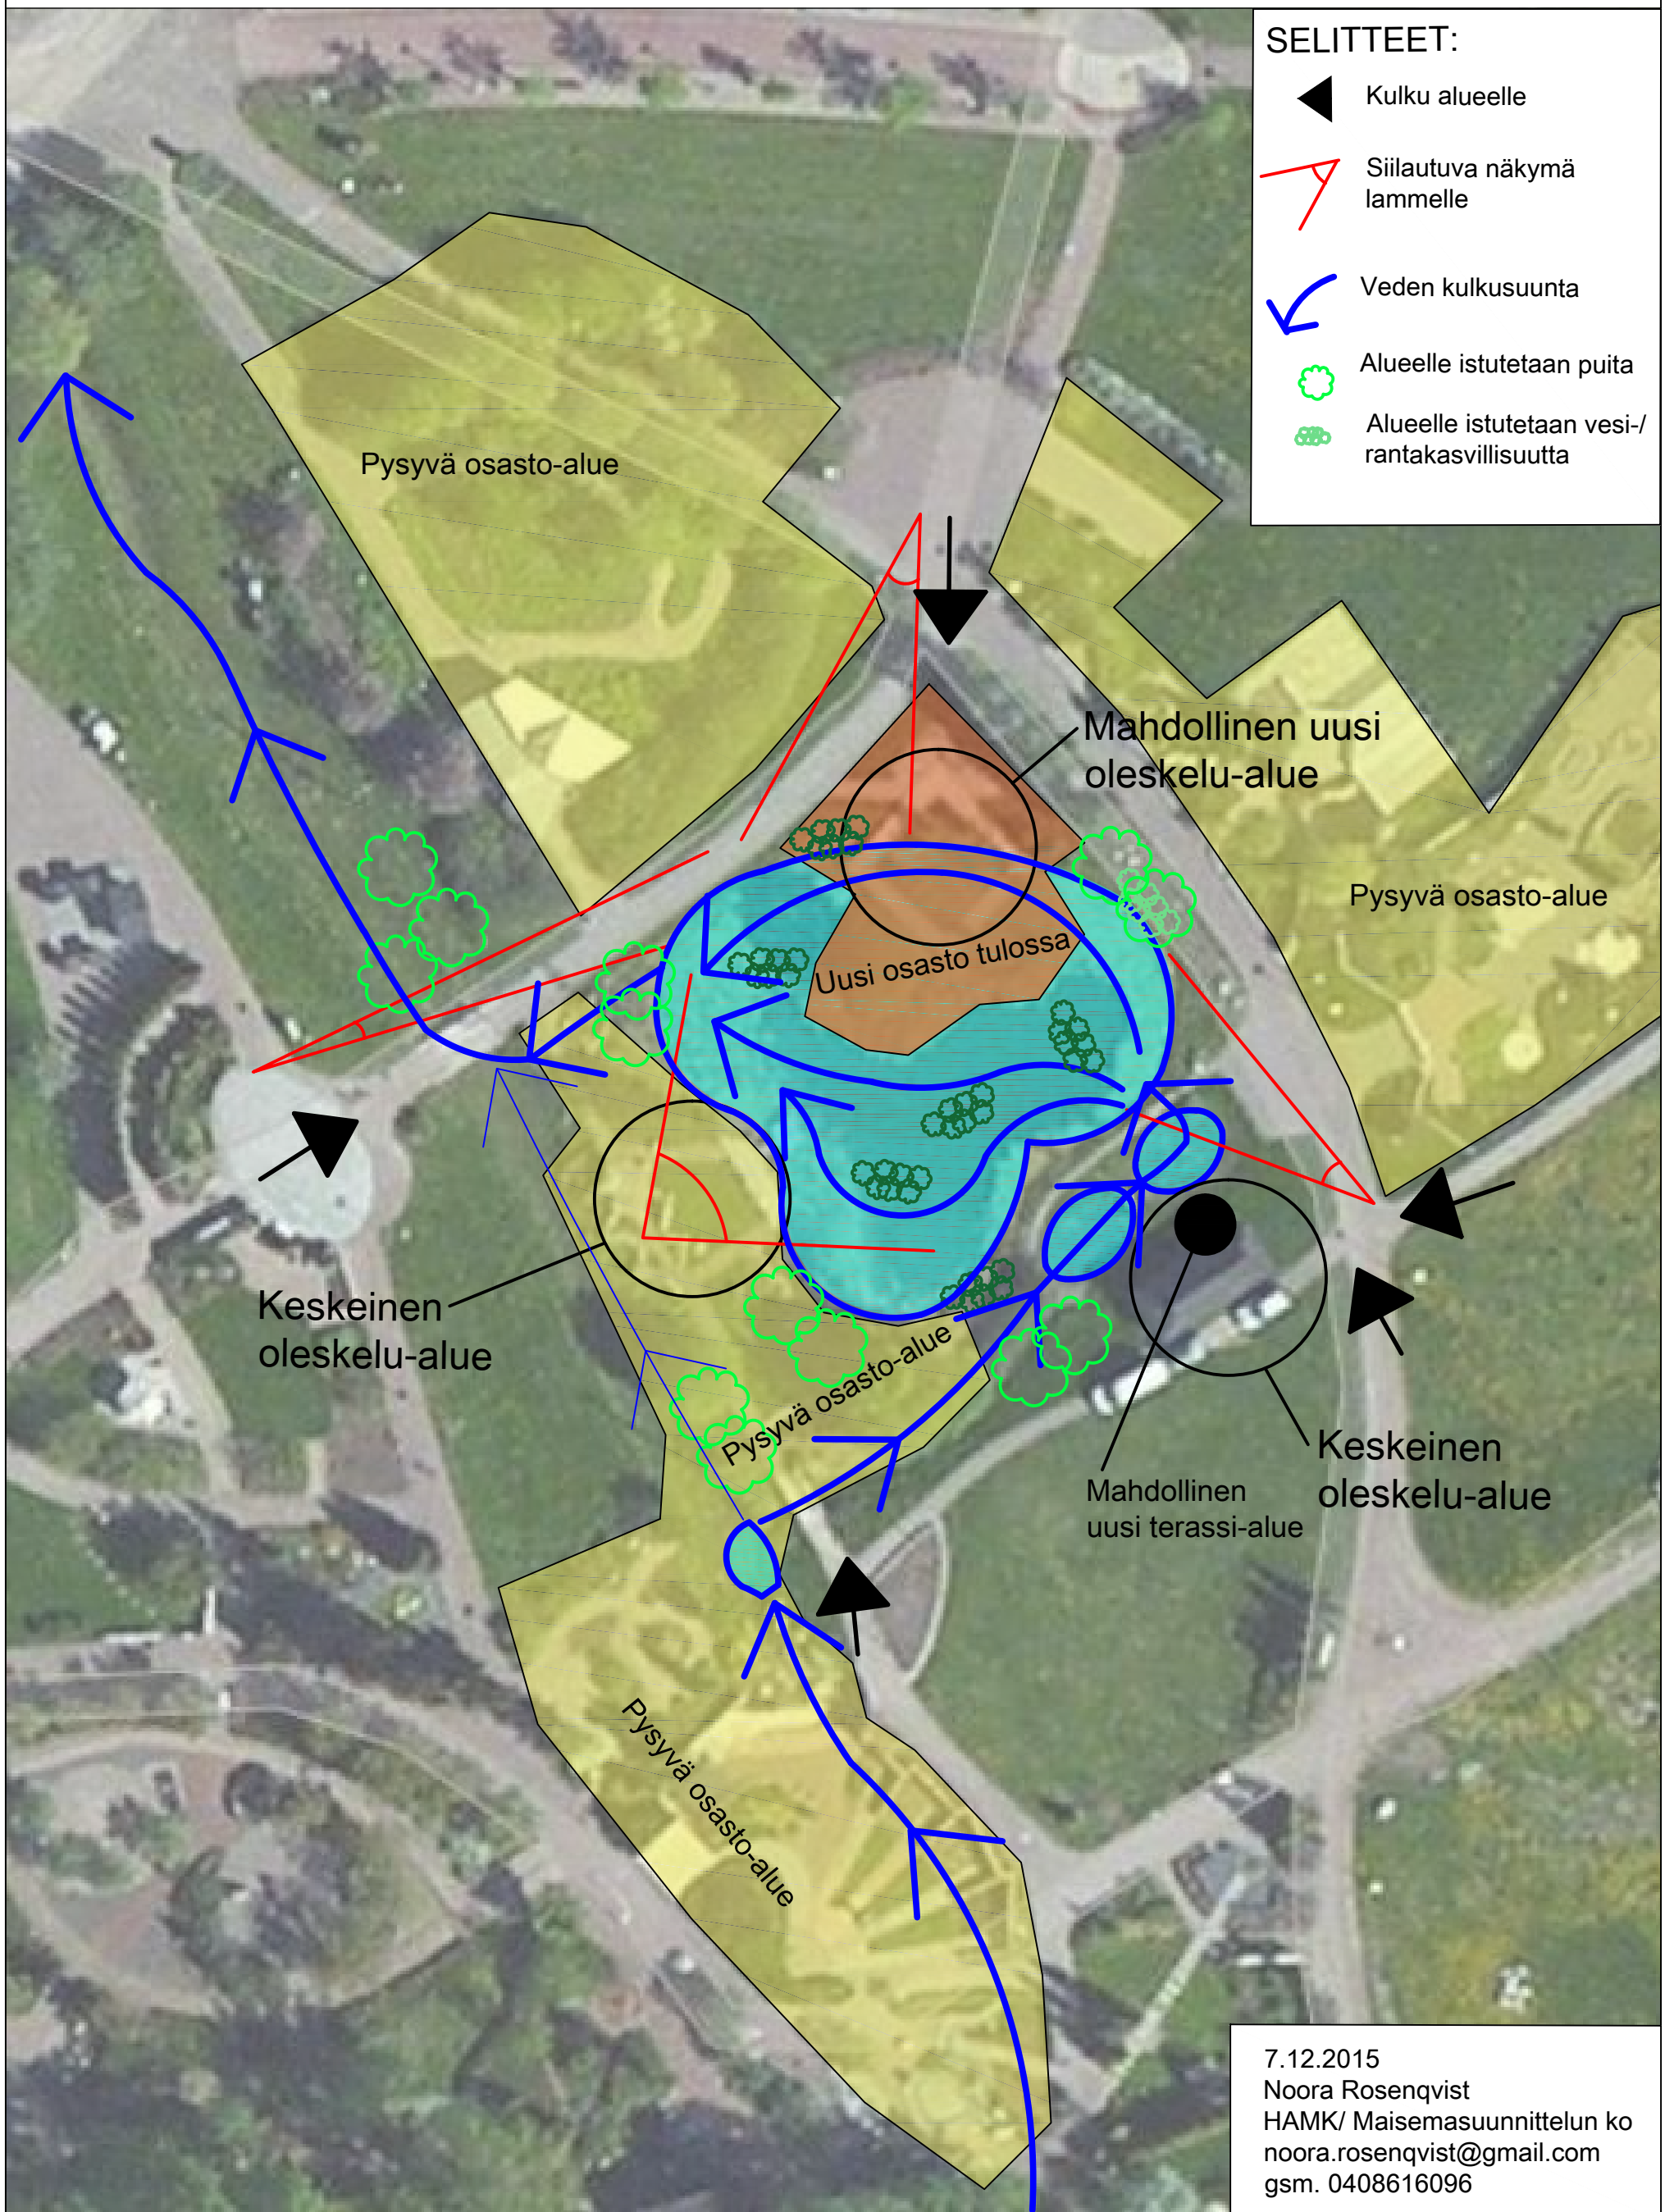 SELITTEET:
Kulku alueelle
Siilautuva näkymä
lammelle
Veden kulkusuunta
Alueelle istutetaan puita
Alueelle istutetaan vesi-/
rantakasvillisuutta
Pysyvä osasto-alue
Mahdollinen uusi
oleskelu-alue
Pysyvä osasto-alue
Uusi osasto tulossa
Keskeinen
oleskelu-alue
Pysyvä osasto-alue
Keskeinen
oleskelu-alue
Mahdollinen
uusi terassi-alue
Pysyvä osasto-alue
7.12.2015
Noora Rosenqvist
HAMK/ Maisemasuunnittelun ko
noora.rosenqvist@gmail.com
gsm. 0408616096